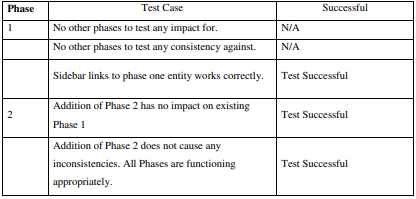 Phase Test Case Successful
1 No other phases to test any impact for. N/A
No other phases to test any consistency against. N/A
Sidebar links to phase one entity works correctly. Test Successful
2 Addition of Phase 2 has no impact on existing
Phase 1 Test Successful
Addition of Phase 2 does not cause any
inconsistencies. All Phases are functioning Test Successful
appropriately.